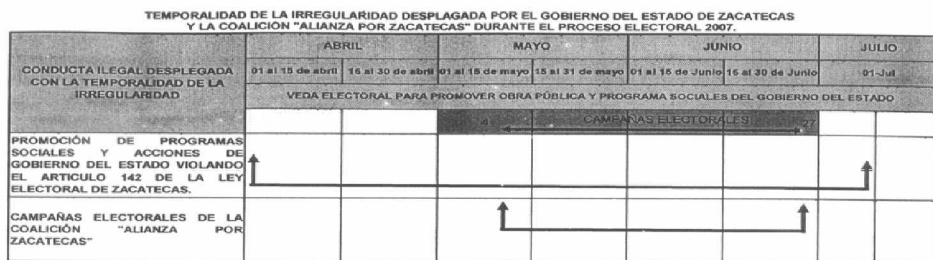 TEMPORALIDAD DE LA IRREGULARIDAD DESPLAGADA POR EL GOBIERNO DEL ESTADO DE ZACATECAS
Y LA COALICIÓN "ALIANZA POR ZACATECAS" DURANTE EL PROCESO ELECTORAL 2007.
ABRIL MAYO JUNIO JULIO
CONDUCTA ILEGAL DESPLEGADA
CON LA TEMPORALIDAD DE LA
IRREGULARIDAD
01 al 15 de abril 16 al 30 de abril 01 al 15 de mayo 15 al 31 de mayo 01 al 15 de Junio 16 al 30 de Junio 01-Jul
VEDA ELECTORAL PARA PROMOVER OBRA PÚBLICA Y PROGRAMA SOCIALES DEL GOBIERNO DEL ESTADO
4 CAMPAÑAS ELECTORALES 27
PROMOCIÓN DE PROGRAMAS
SOCIALES Y ACCIONES DE
GOBIERNO DEL ESTADO VIOLANDO
EL ARTICULO 142 DE LA LEY
ELECTORAL DE ZACATECAS.
CAMPAÑAS ELECTORALES DE LA
COALICIÓN "ALIANZA POR
ZACATECAS"